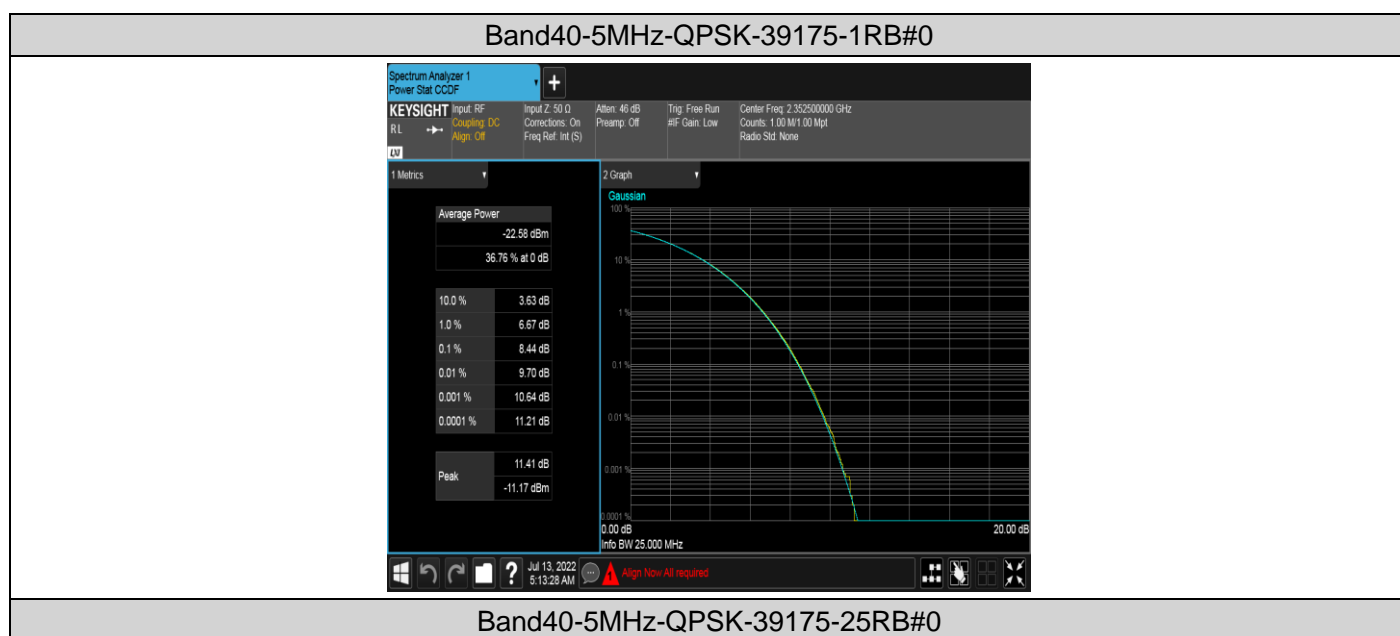 Band40-5MHz-QPSK-39175-1RB#0
Spectrum Analyzer 1
Power Stat CCDF
KEYSIGHT
RL
LXI
Input: RF
Coupling: DC
Align: Off
Input Z: 50 Ω
Corrections: On
Freq Ref: Int (S)
Atten: 46 dB
Preamp: Off
Trig: Free Run
#IF Gain: Low
Center Freq: 2.352500000 GHz
Counts: 1.00 M/1.00 Mpt
Radio Std: None
1 Metrics
Average Power
-22.58 dBm
36.76 % at 0 dB
10.0 % 3.63 dB
1.0 % 6.67 dB
0.1 % 8.44 dB
0.01 % 9.70 dB
0.001 % 10.64 dB
0.0001 % 11.21 dB
Peak
11.41 dB
-11.17 dBm
2 Graph
Gaussian
100 %
10 %
1 %
0.1 %
0.01 %
0.001 %
0.0001 %
0.00 dB 20.00 dB
Info BW 25.000 MHz
Jul 13, 2022
5:13:28 AM
Align Now All required
Band40-5MHz-QPSK-39175-25RB#0